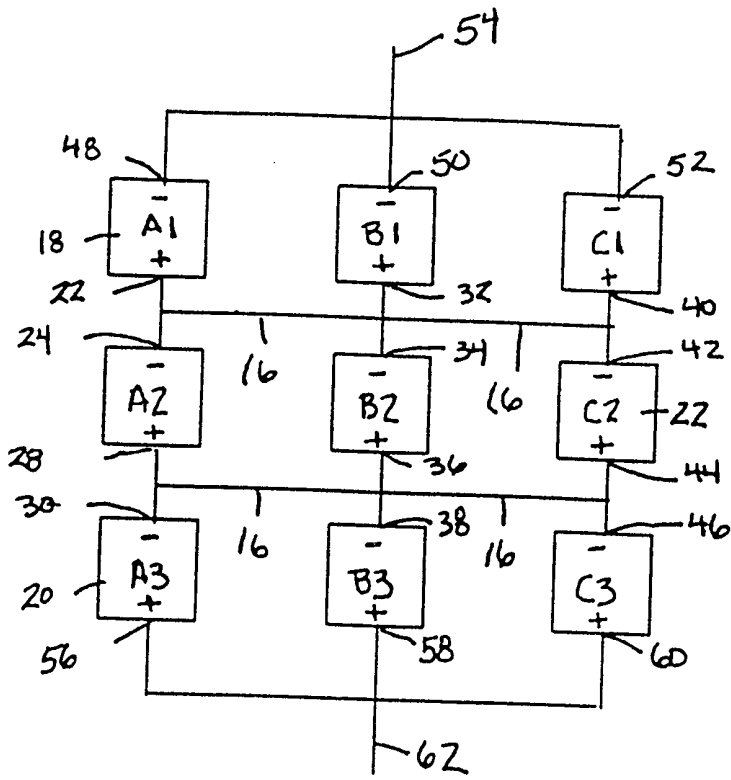 54
48 50 52
- - -
18 A1 B1 C1
+ + +
22 32 40
24 16 34 16 42
- - -
A2 B2 C2 22
+ + +
28 36 44
30 16 38 16 46
- - -
20 A3 B3 C3
+ + +
56 58 60
62